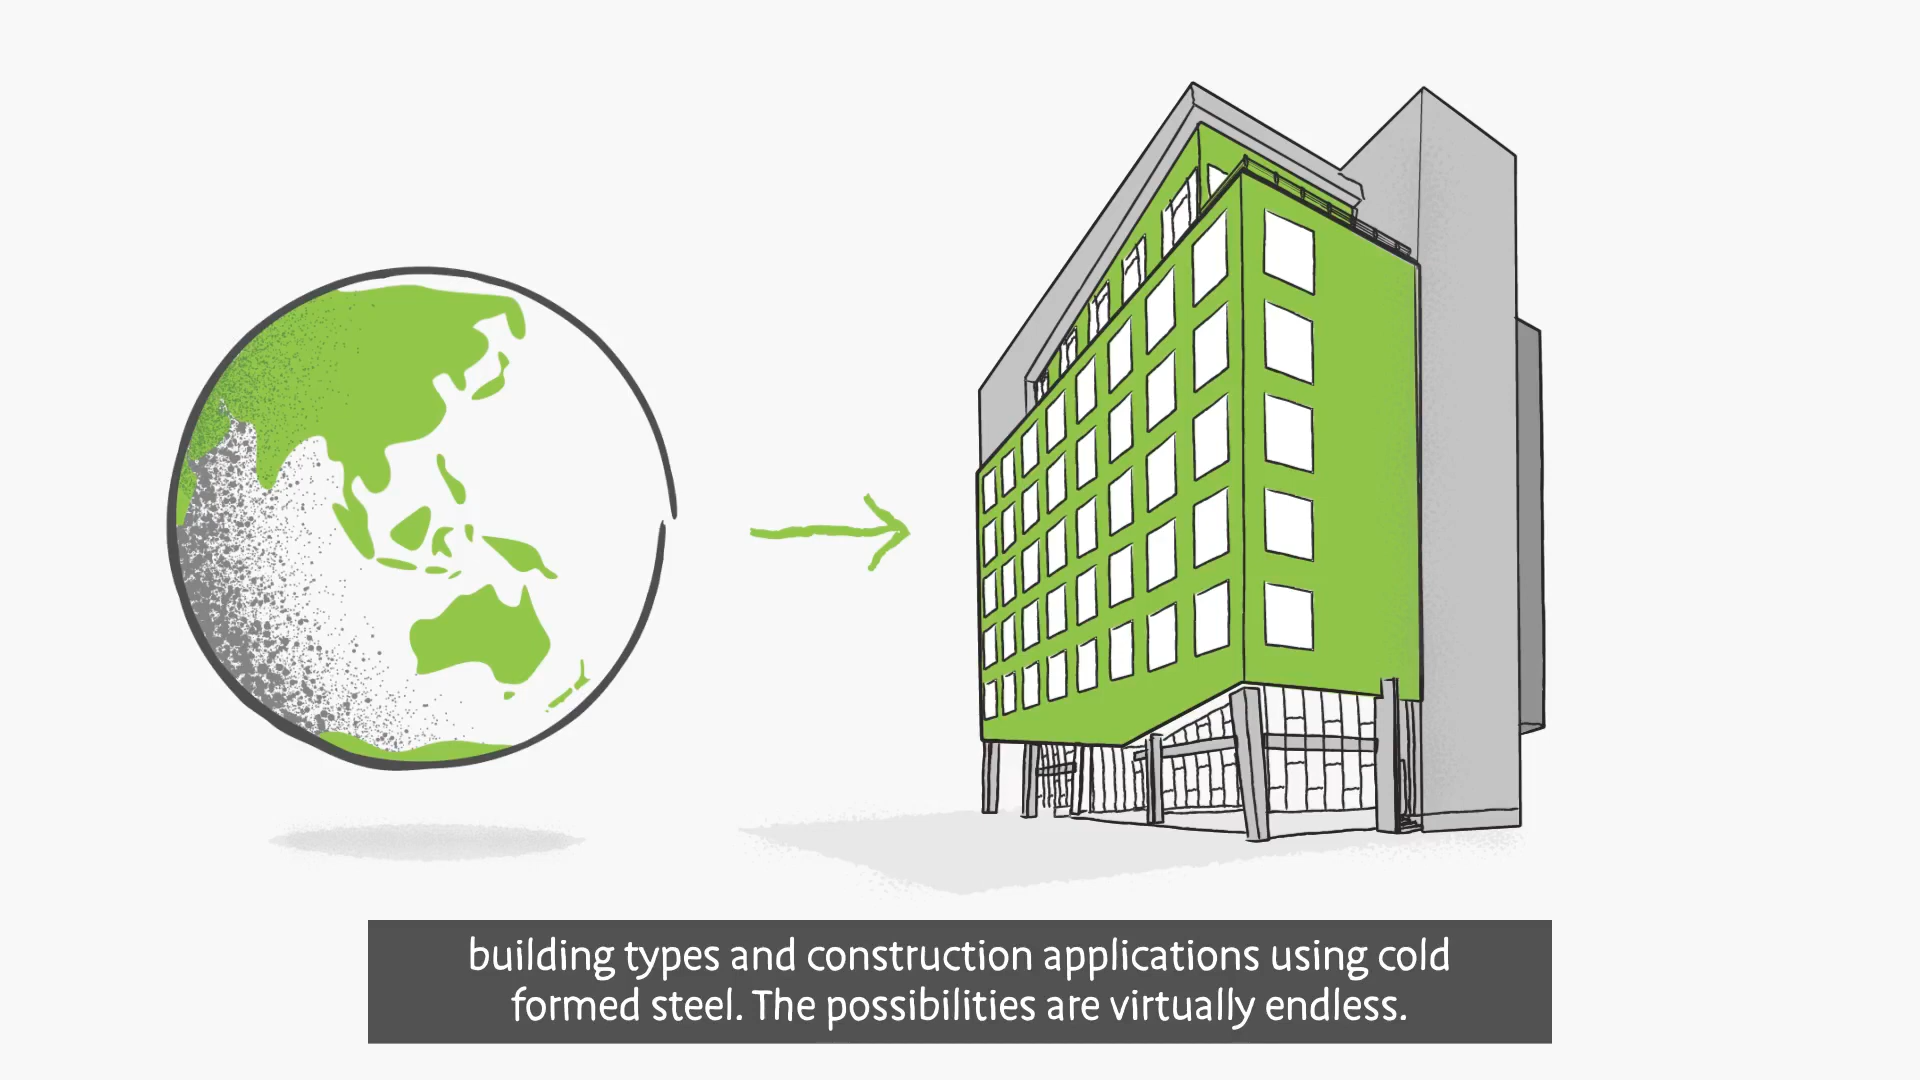 building types and construction applications using cold
formed steel. The possibilities are virtually endless.